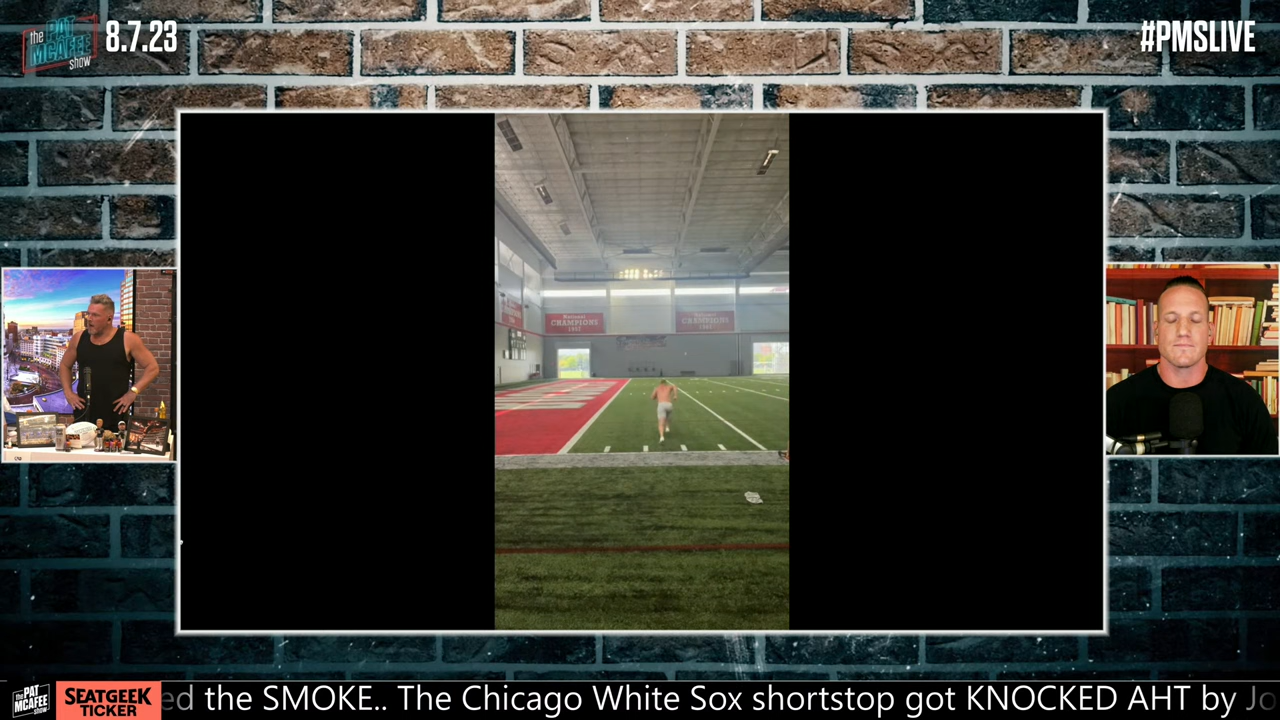 the PAT MCAFEE show
8.7.23
#PMSLIVE
National CHAMPIONS
National CHAMPIONS
the PAT MCAFEE show
SEATGEEK TICKER
ed the SMOKE.. The Chicago White Sox shortstop got KNOCKED AHT by Jo